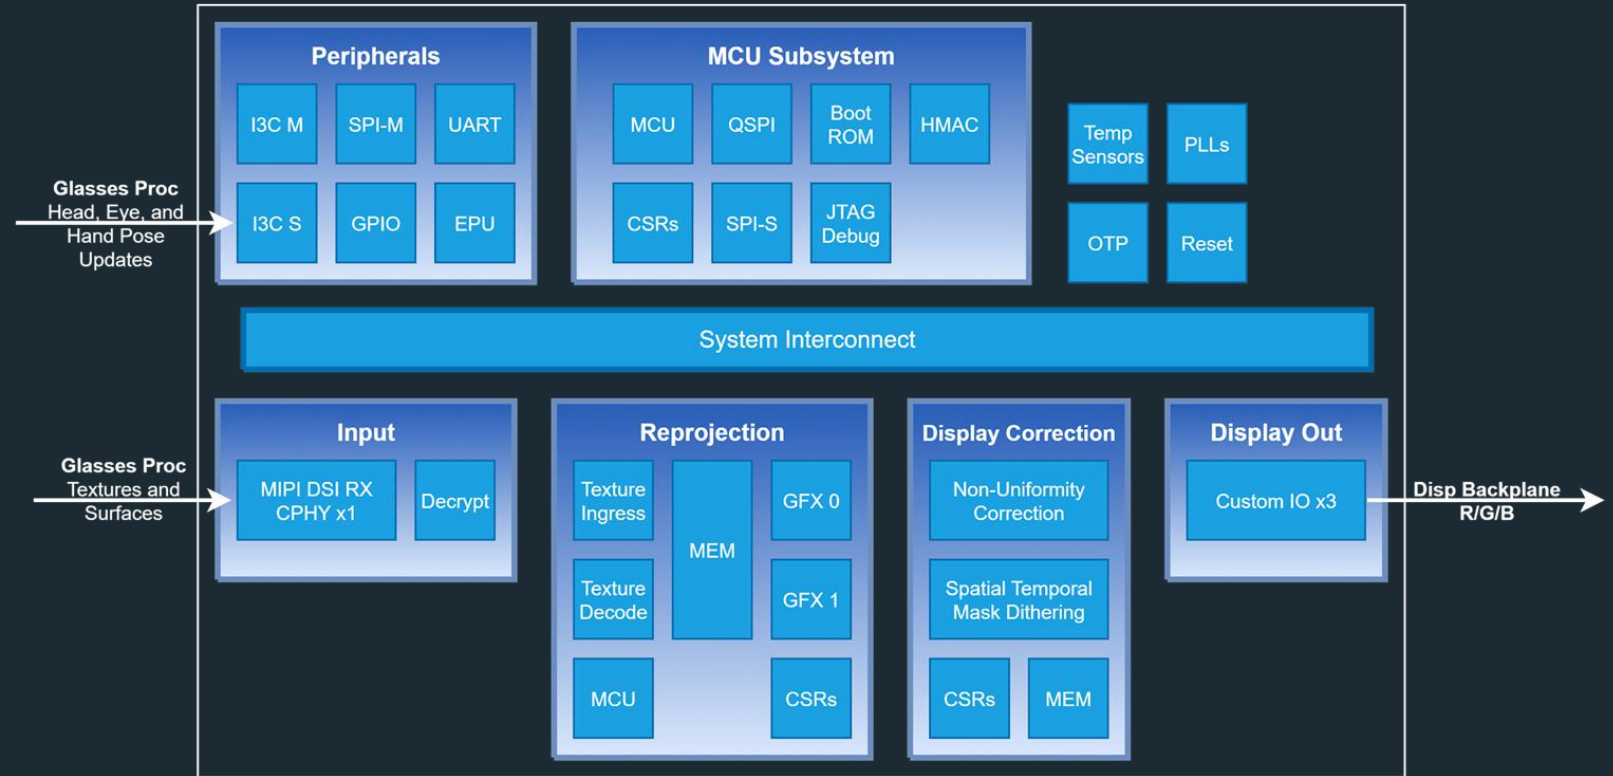 Peripherals
I3C M
SPI-M
UART
I3C S
GPIO
EPU
MCU Subsystem
MCU
QSPI
Boot
ROM
HMAC
CSRs
SPI-S
JTAG
Debug
Temp
Sensors
PLLs
OTP
Reset
Glasses Proc
Head, Eye, and
Hand Pose
Updates
System Interconnect
Glasses Proc
Textures and
Surfaces
Input
MIPI DSI RX
CPHY x1
Decrypt
Reprojection
Texture
Ingress
MEM
GFX 0
Texture
Decode
GFX 1
MCU
CSRs
Display Correction
Non-Uniformity
Correction
Spatial Temporal
Mask Dithering
CSRs
MEM
Display Out
Custom IO x3
Disp Backplane
R/G/B